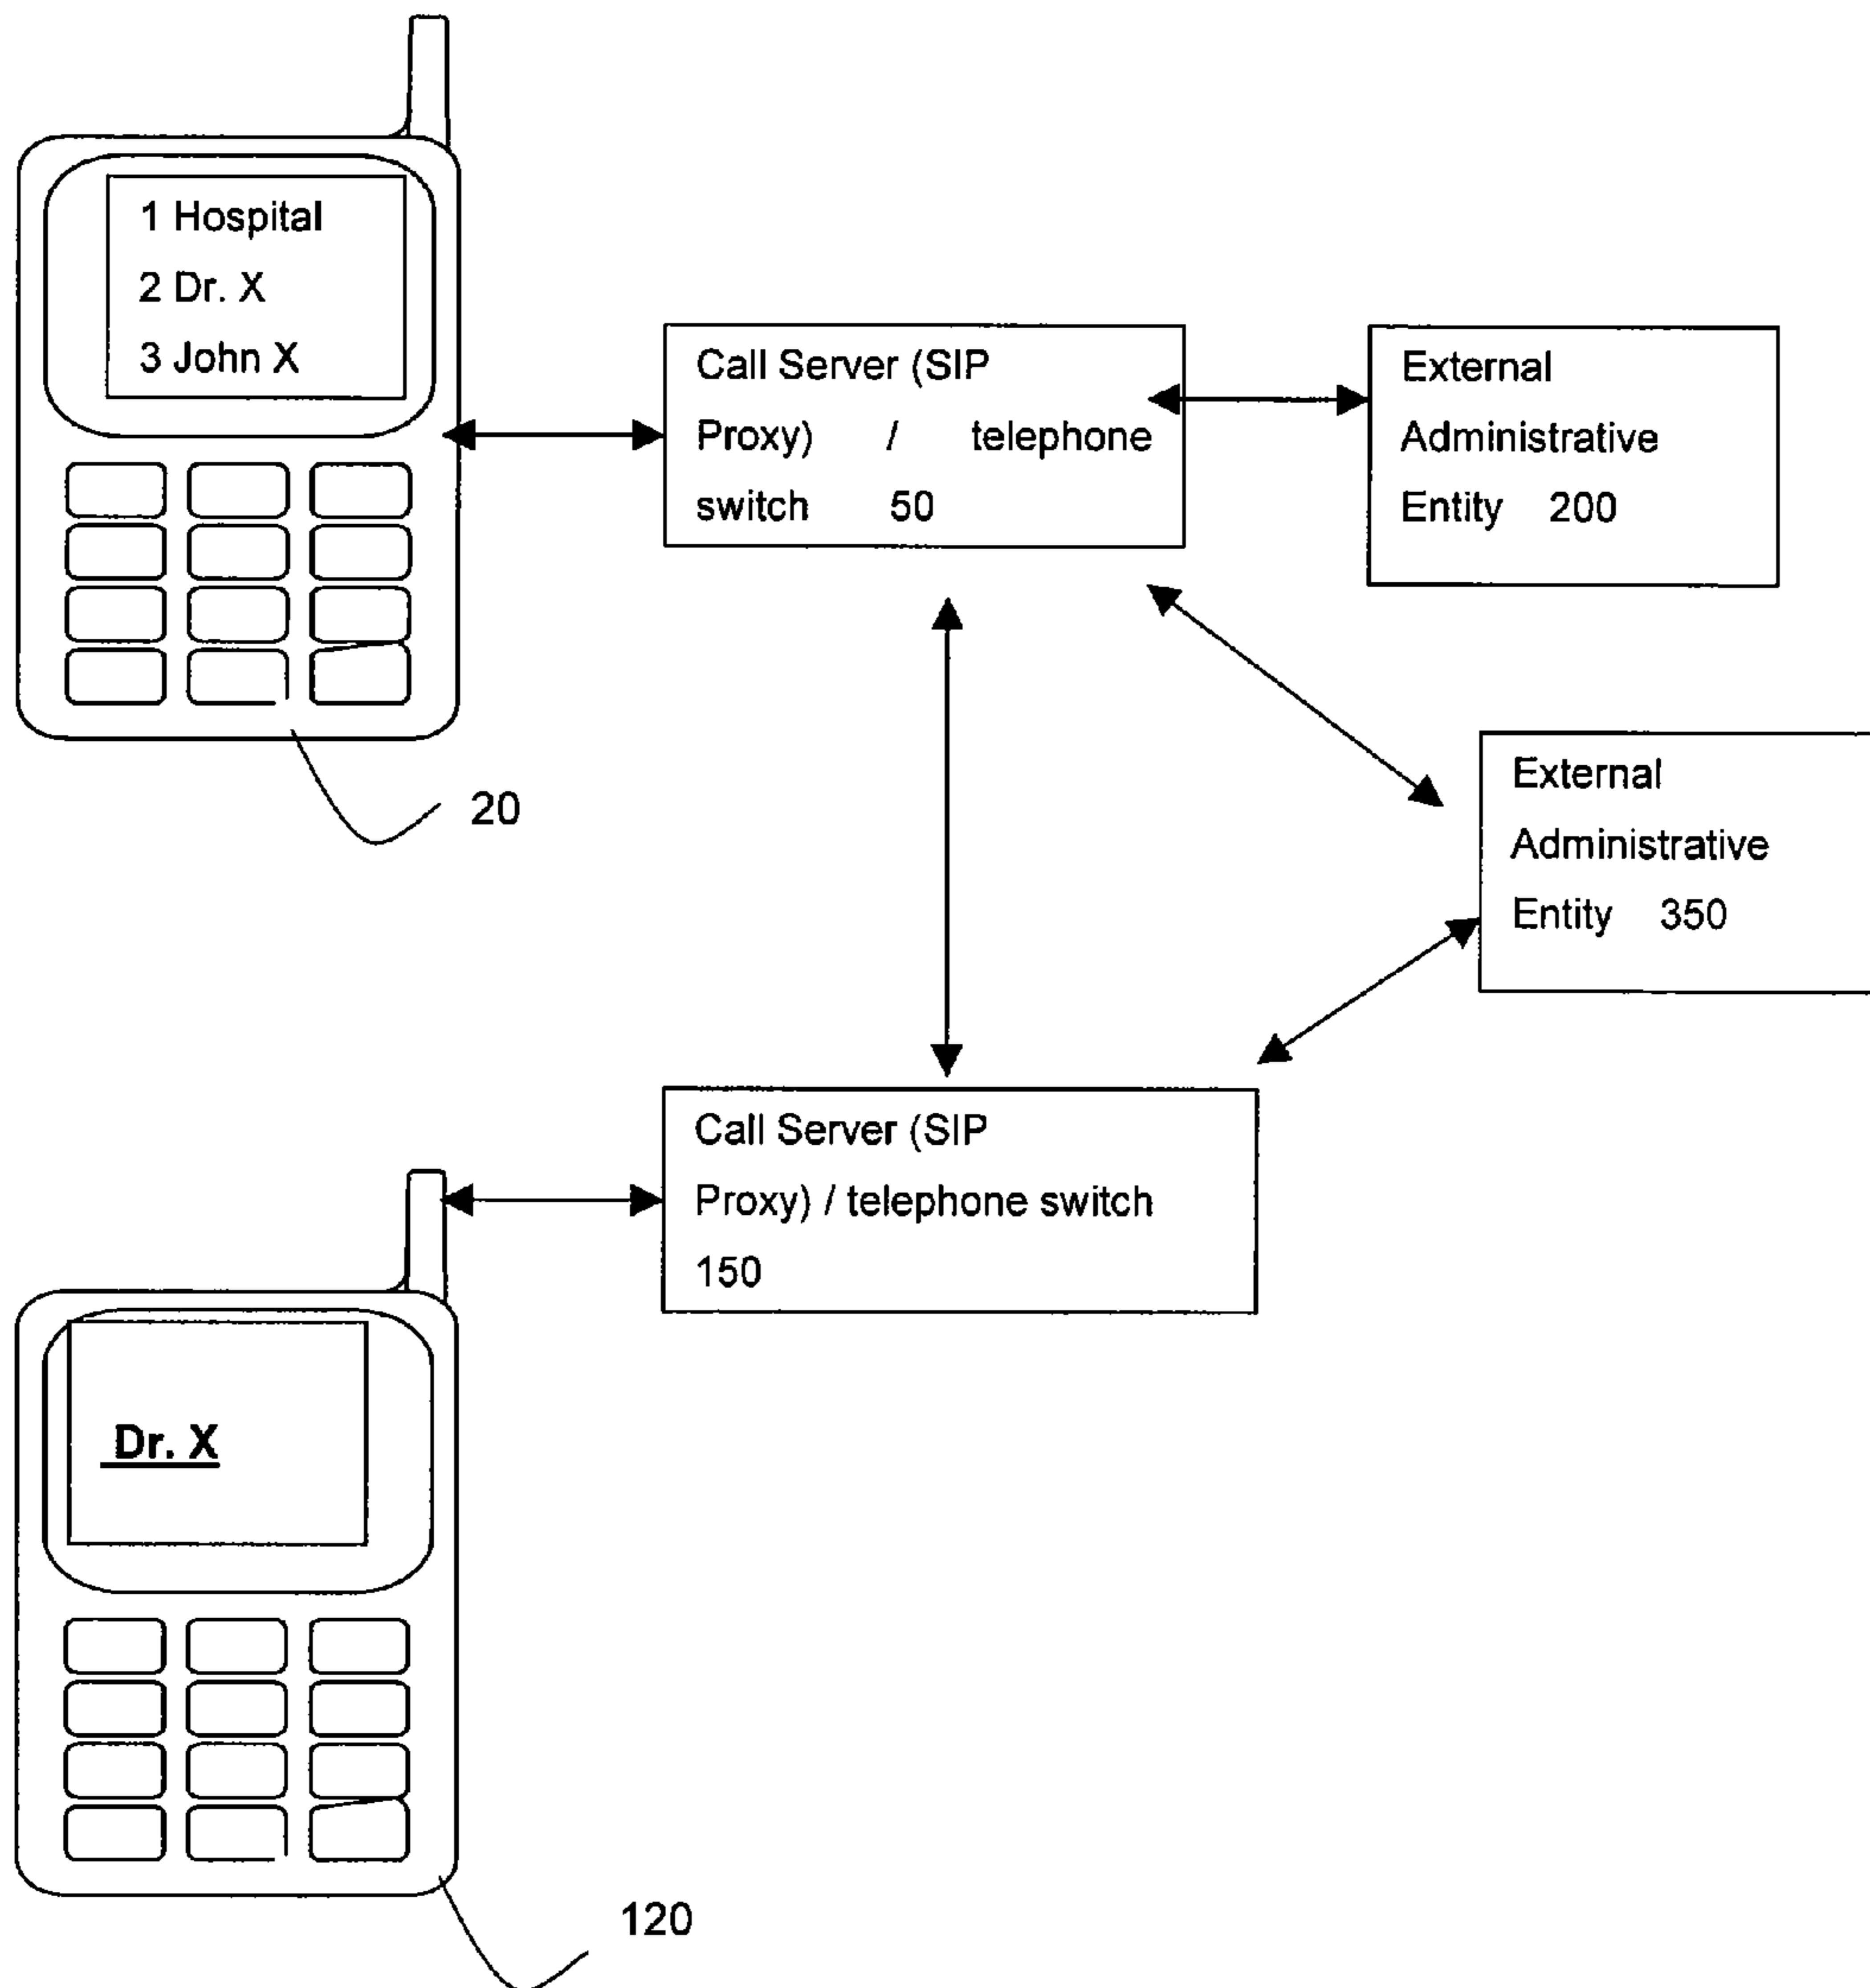 1 Hospital
2 Dr. X
3 John X
Call Server (SIP
Proxy) / telephone
switch 50
External
Administrative
Entity 200
20
External
Administrative
Entity 350
Call Server (SIP
Proxy) / telephone switch
150
Dr. X
120